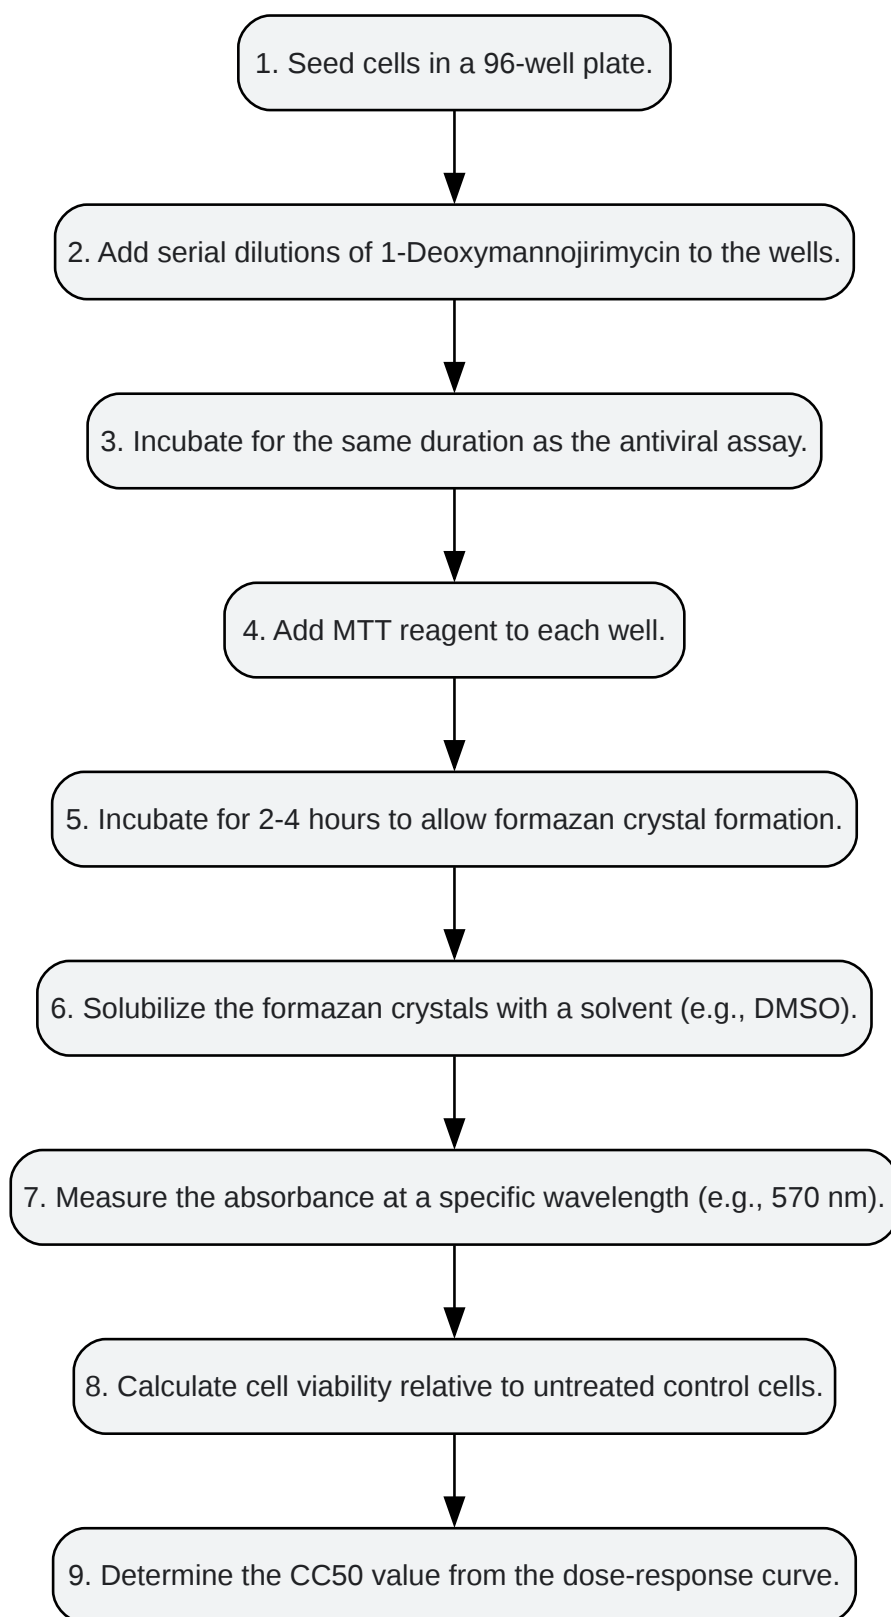 1. Seed cells in a 96-well plate.
2. Add serial dilutions of 1-Deoxymannojirimycin to the wells.
3. Incubate for the same duration as the antiviral assay.
4. Add MTT reagent to each well.
5. Incubate for 2-4 hours to allow formazan crystal formation.
6. Solubilize the formazan crystals with a solvent (e.g., DMSO).
7. Measure the absorbance at a specific wavelength (e.g., 570 nm).
8. Calculate cell viability relative to untreated control cells.
9. Determine the CC50 value from the dose-response curve.